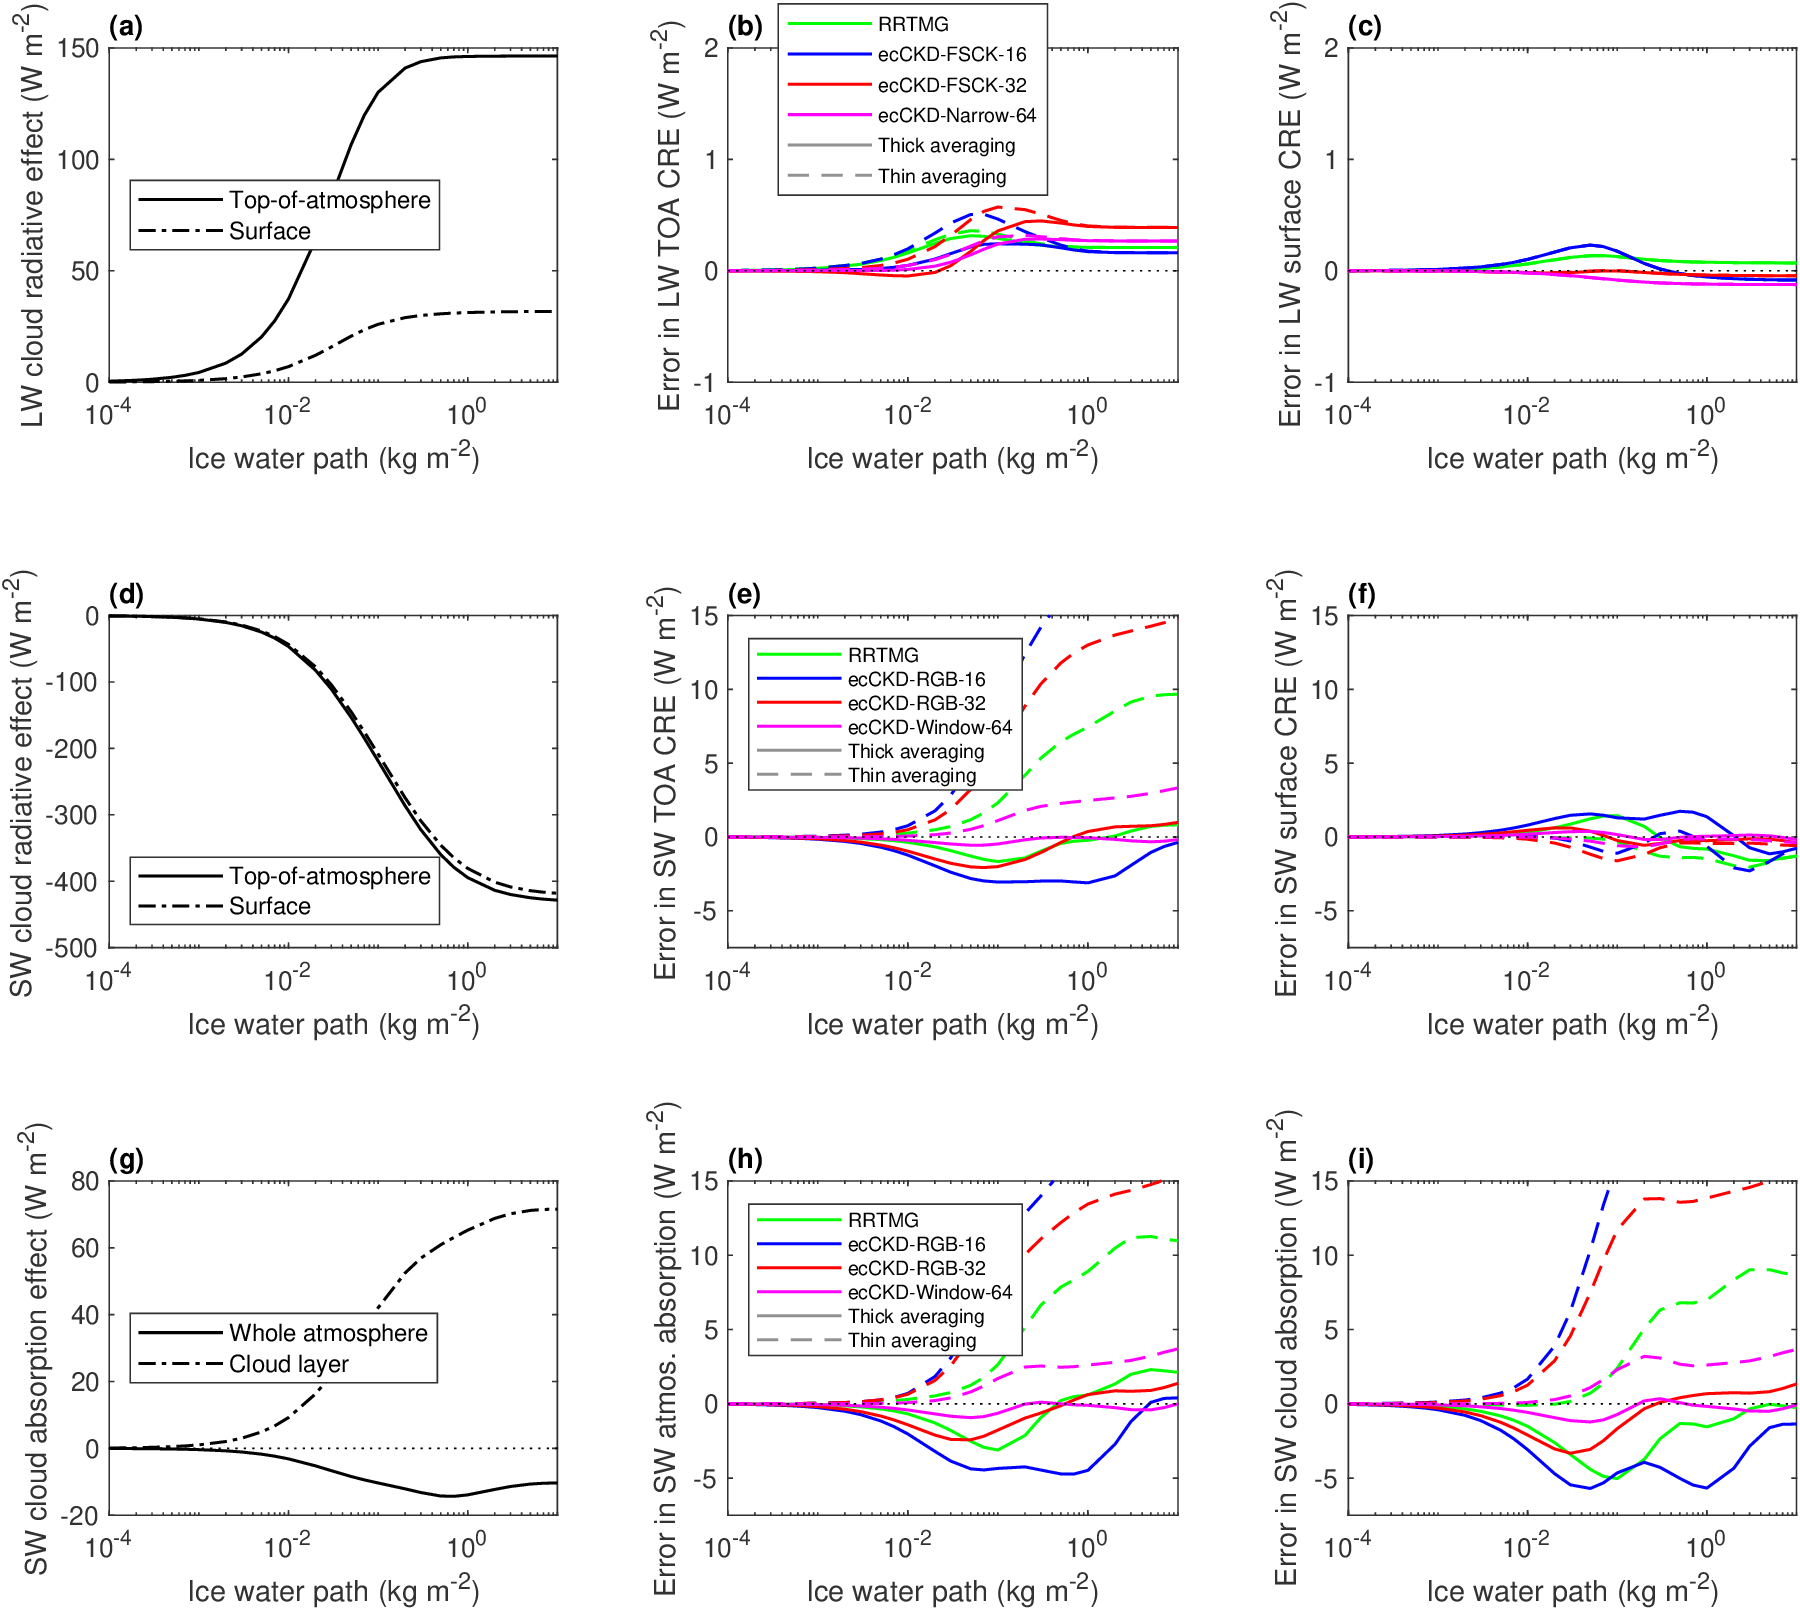 (a)
LW cloud radiative effect (W m-2)
150
100
50
0
Top-of-atmosphere
Surface
10-4
10-2
100
Ice water path (kg m-2)
(b)
Error in LW TOA CRE (W m-2)
2
1
0
-1
RRTMG
ecCKD-FSCK-16
ecCKD-FSCK-32
ecCKD-Narrow-64
Thick averaging
Thin averaging
10-4
10-2
100
Ice water path (kg m-2)
(c)
Error in LW surface CRE (W m-2)
2
1
0
-1
10-4
10-2
100
Ice water path (kg m-2)
(d)
SW cloud radiative effect (W m-2)
0
-100
-200
-300
-400
-500
Top-of-atmosphere
Surface
10-4
10-2
100
Ice water path (kg m-2)
(e)
Error in SW TOA CRE (W m-2)
15
10
5
0
-5
RRTMG
ecCKD-RGB-16
ecCKD-RGB-32
ecCKD-Window-64
Thick averaging
Thin averaging
10-4
10-2
100
Ice water path (kg m-2)
(f)
Error in SW surface CRE (W m-2)
15
10
5
0
-5
10-4
10-2
100
Ice water path (kg m-2)
(g)
SW cloud absorption effect (W m-2)
80
60
40
20
0
-20
Whole atmosphere
Cloud layer
10-4
10-2
100
Ice water path (kg m-2)
(h)
Error in SW atmos. absorption (W m-2)
15
10
5
0
-5
RRTMG
ecCKD-RGB-16
ecCKD-RGB-32
ecCKD-Window-64
Thick averaging
Thin averaging
10-4
10-2
100
Ice water path (kg m-2)
(i)
Error in SW cloud absorption (W m-2)
15
10
5
0
-5
10-4
10-2
100
Ice water path (kg m-2)